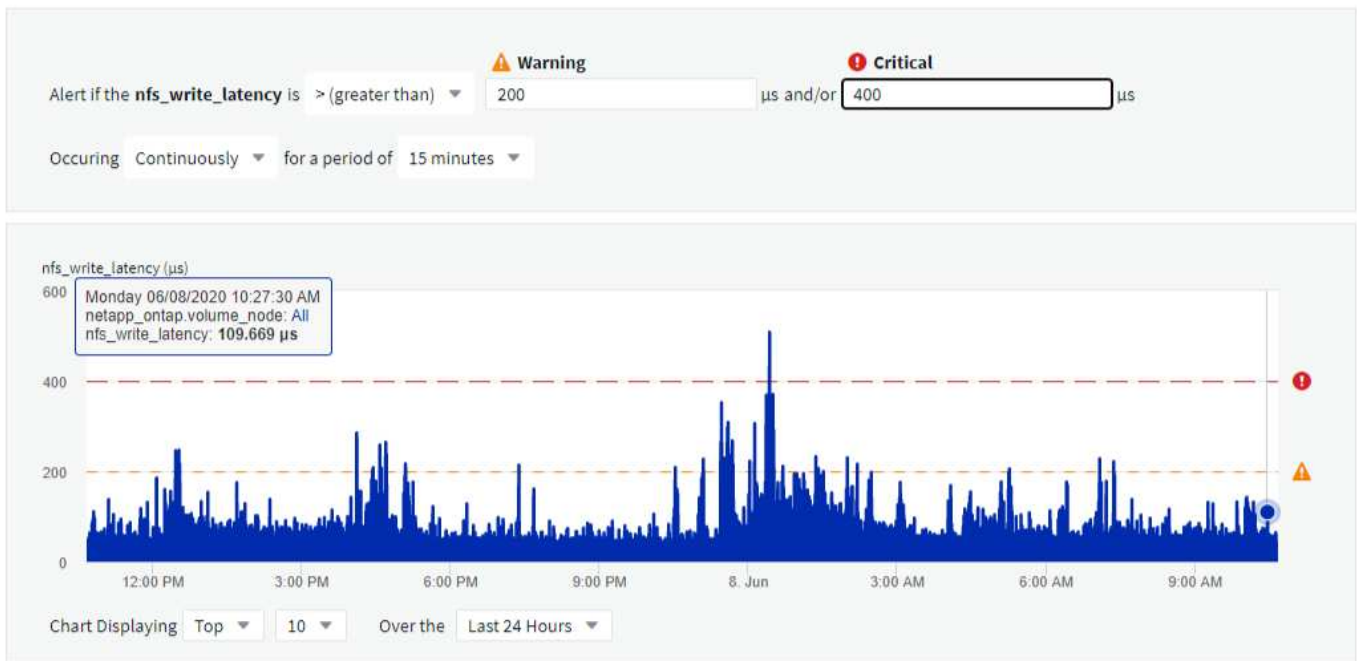 Warning Critical
Alert if the nfs_write_latency is > (greater than) 200 µs and/or 400 µs
Occuring Continuously for a period of 15 minutes
nfs_write_latency (µs)
600
Monday 06/08/2020 10:27:30 AM
netapp_ontap.volume_node: All
nfs_write_latency: 109.669 µs
400
200
0
12:00 PM 3:00 PM 6:00 PM 9:00 PM 8. Jun 3:00 AM 6:00 AM 9:00 AM
Chart Displaying Top 10 Over the Last 24 Hours